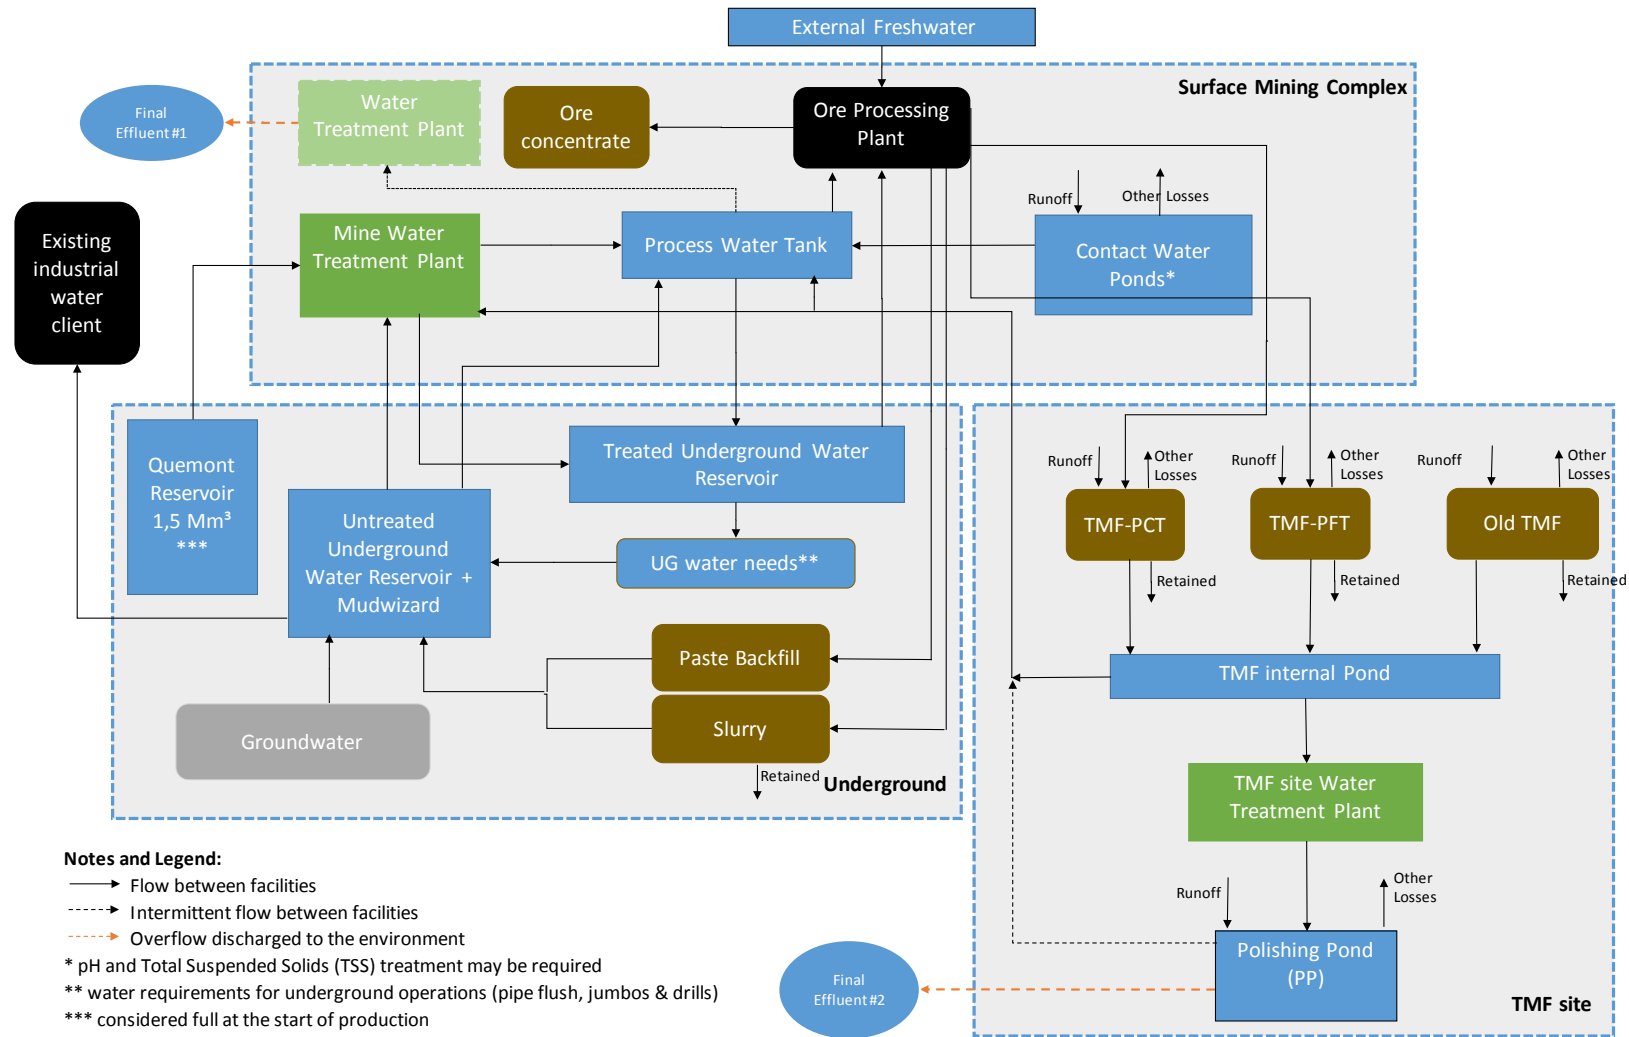 External Freshwater
Surface Mining Complex
Water
Treatment Plant
Final
Effluent #1
Ore
concentrate
Ore Processing
Plant
Runoff
Other Losses
Existing
industrial
water
client
Mine Water
Treatment Plant
Process Water Tank
Contact Water
Ponds*
Quemont
Reservoir
1,5 Mm³
***
Treated Underground Water
Reservoir
Untreated
Underground
Water Reservoir +
Mudwizard
UG water needs**
Paste Backfill
Slurry
Groundwater
Retained
Underground
Runoff
Other
Losses
Runoff
Other
Losses
Runoff
Other
Losses
TMF-PCT
TMF-PFT
Old TMF
Retained
Retained
Retained
TMF internal Pond
TMF site Water
Treatment Plant
Runoff
Other
Losses
Polishing Pond
(PP)
Final
Effluent #2
TMF site
Notes and Legend:
Flow between facilities
Intermittent flow between facilities
Overflow discharged to the environment
* pH and Total Suspended Solids (TSS) treatment may be required
** water requirements for underground operations (pipe flush, jumbos & drills)
*** considered full at the start of production